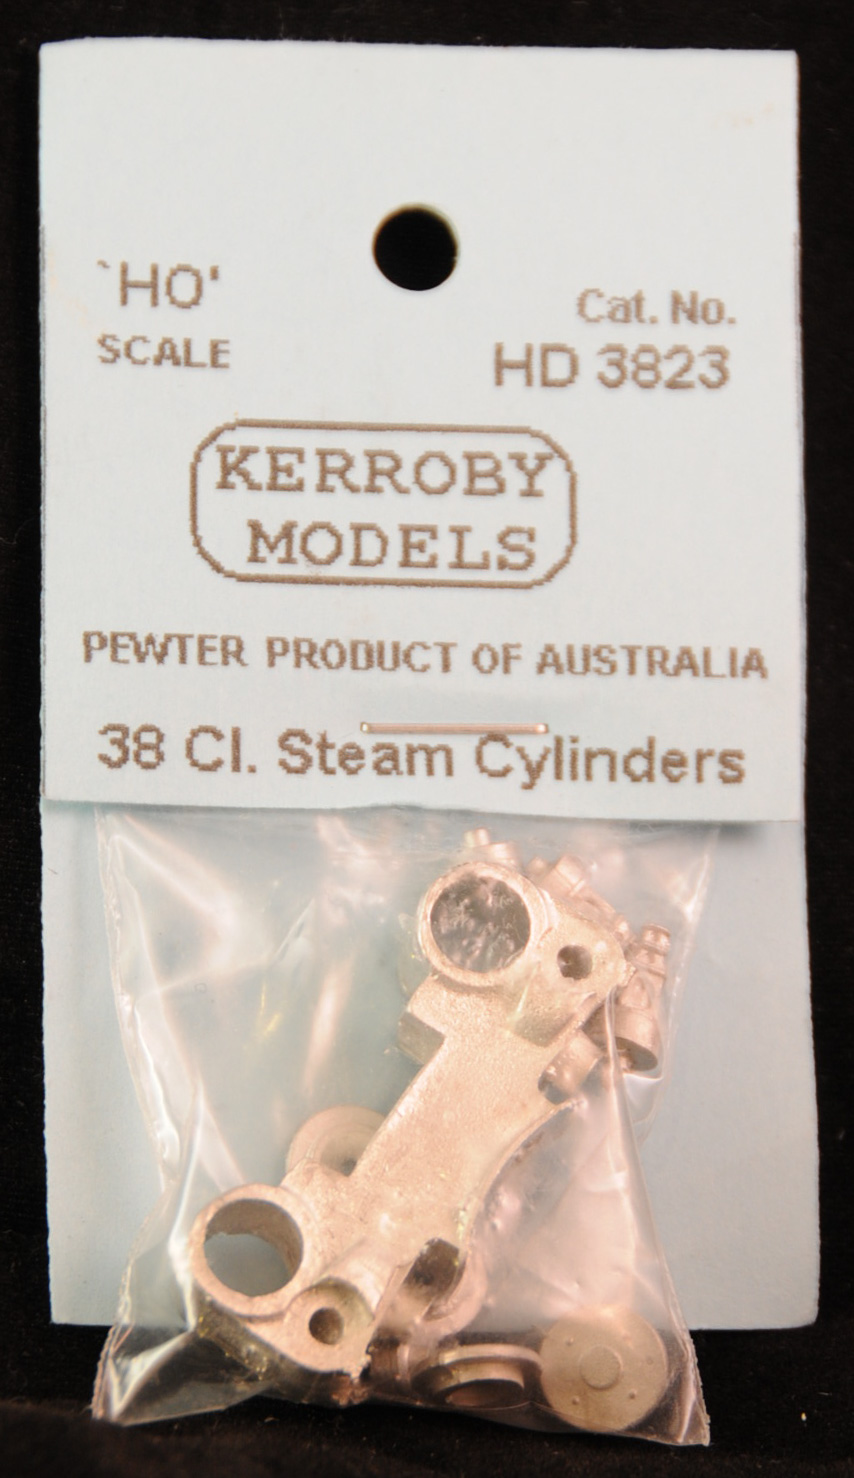 `HO'
SCALE
Cat. No.
HD 3823
KERROBY
MODELS
PEWTER PRODUCT OF AUSTRALIA
38 Cl. Steam Cylinders